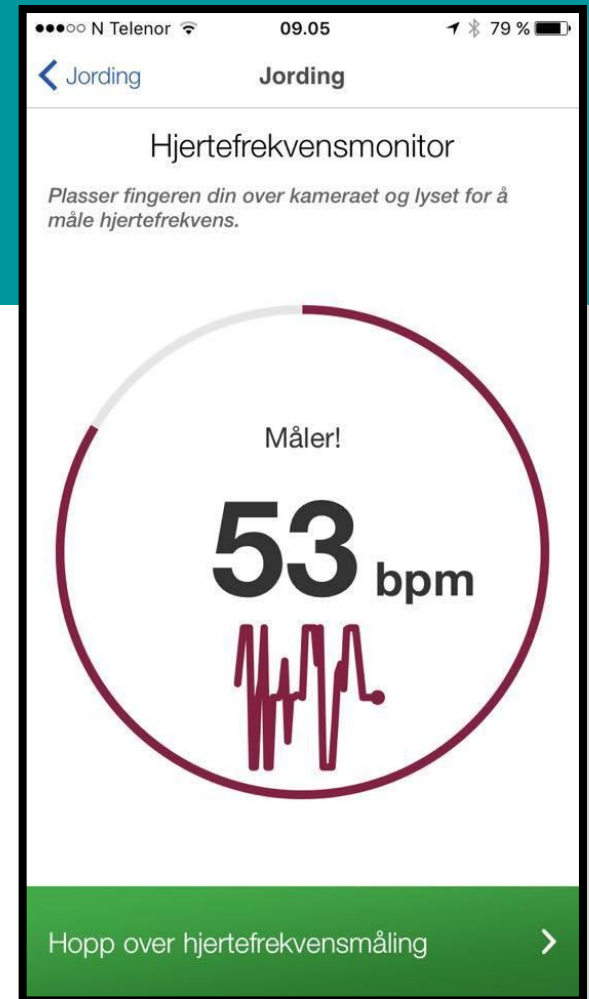 N Telenor 09.05 79 %
Jording Jording
Hjertefrekvensmonitor
Plasser fingeren din over kameraet og lyset for å
måle hjertefrekvens.
Måler!
53 bpm
Hopp over hjertefrekvensmåling